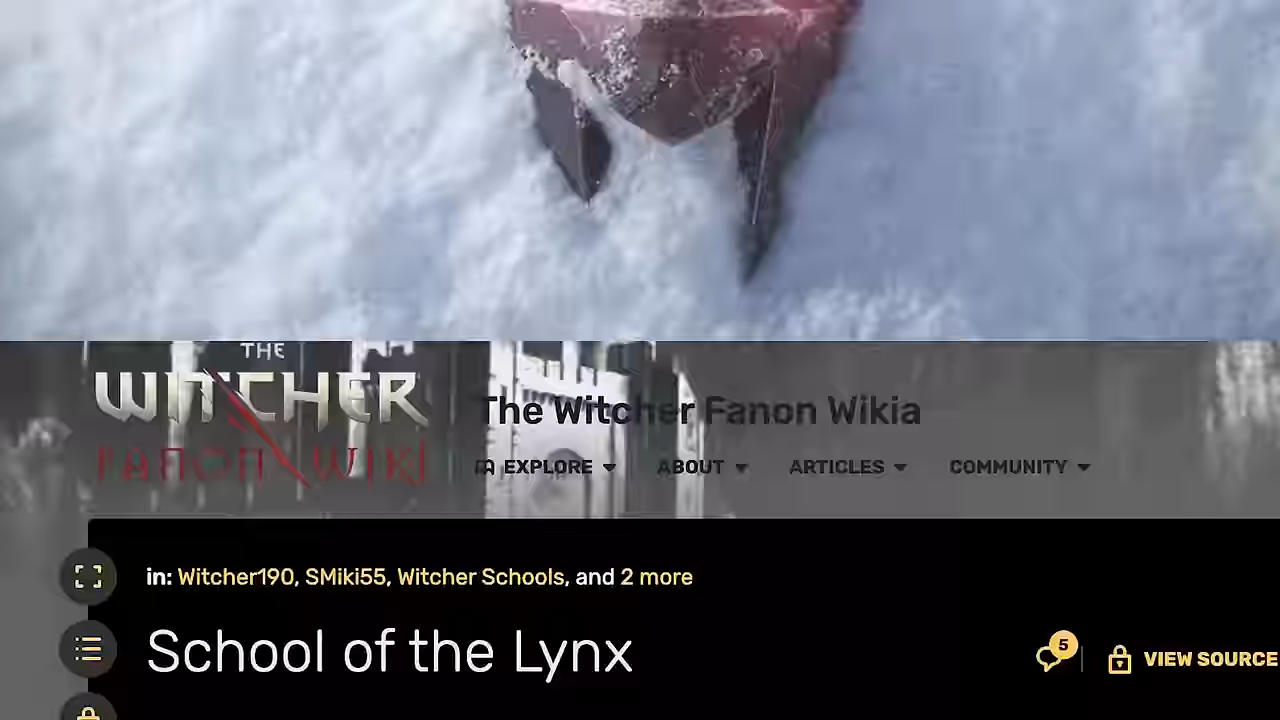 THE
WITCHER
FANON WIKI
The Witcher Fanon Wikia
EXPLORE
ABOUT
ARTICLES
COMMUNITY
in: Witcher190, SMiki55, Witcher Schools, and 2 more
School of the Lynx
5
VIEW SOURCE